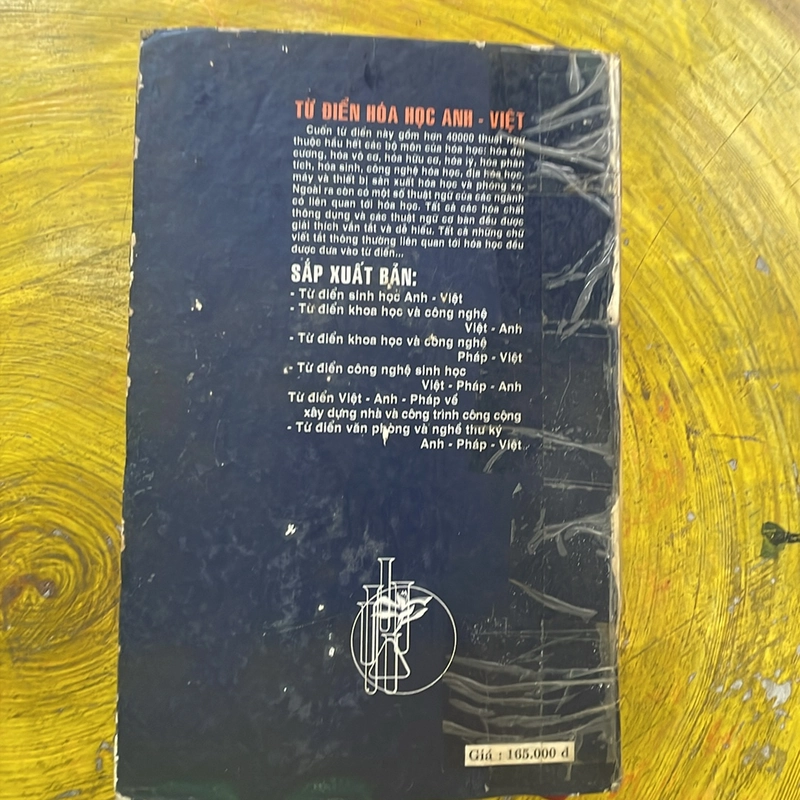 TỪ ĐIỂN HÓA HỌC ANH - VIỆT
Cuốn từ điển này gồm hơn 40000 thuật ngữ
thuộc hầu hết các bộ môn của hóa học: hóa đại
cương, hóa vô cơ, hóa hữu cơ, hóa lý, hóa phân
tích, hóa sinh, công nghệ hóa học, địa hóa học,
máy và thiết bị sản xuất hóa học và phóng xạ.
Ngoài ra còn có một số thuật ngữ của các ngành
có liên quan tới hóa học. Tất cả các hóa chất
thông dụng và các thuật ngữ cơ bản đều được
giải thích vắn tắt và dễ hiểu. Tất cả những chữ
viết tắt thông thường liên quan tới hóa học đều
được đưa vào từ điển...
SẮP XUẤT BẢN:
- Từ điển sinh học Anh - Việt
- Từ điển khoa học và công nghệ
Việt - Anh
- Từ điển khoa học và công nghệ
Pháp - Việt
- Từ điển công nghệ sinh học
Việt - Pháp - Anh
Từ điển Việt - Anh - Pháp về
xây dựng nhà và công trình công cộng
- Từ điển văn phòng và nghề thư ký
Anh - Pháp - Việt
Giá : 165.000 đ